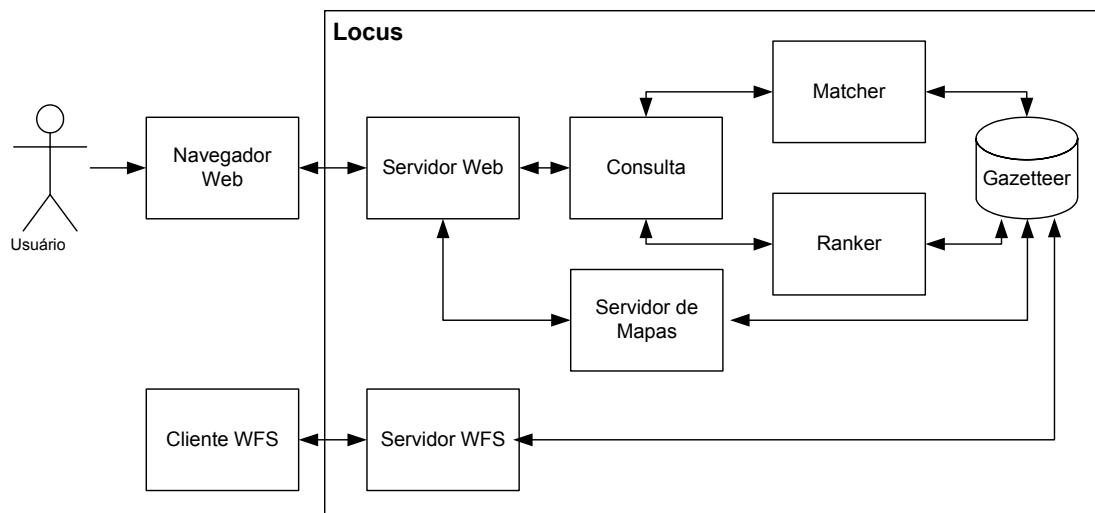 Locus
Matcher
Navegador
Web
Servidor Web
Consulta
Gazetteer
Usuário
Ranker
Servidor de
Mapas
Cliente WFS
Servidor WFS